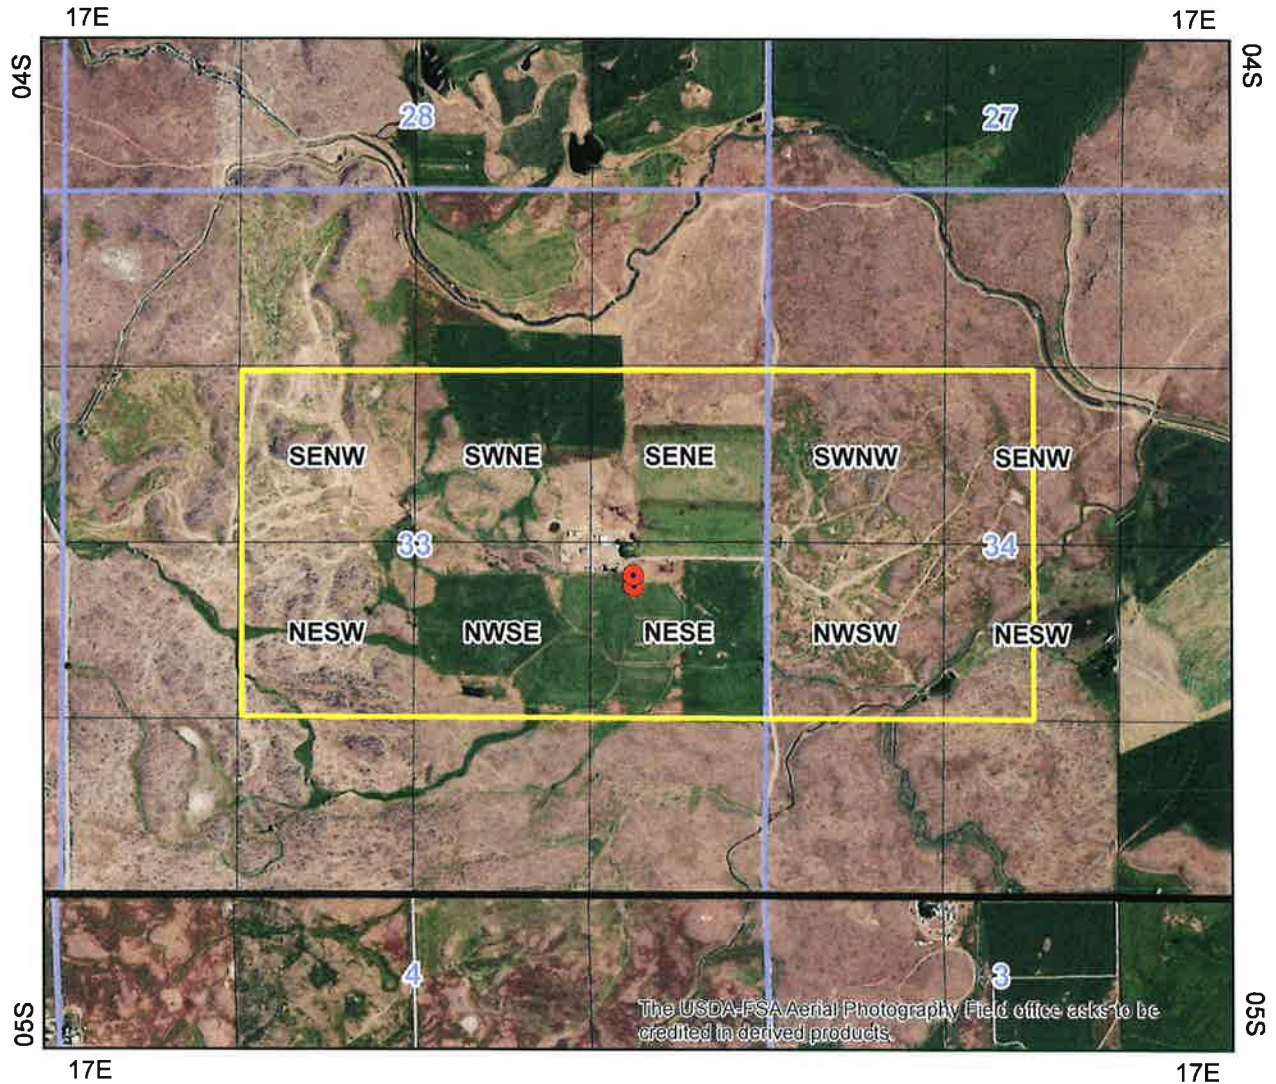 17E 17E
04S 04S
28 27
SENW SWNE SENE SWNW SENW
33 34
NESW NWSE NESE NWSW NESW
4 3
The USDA-FSA Aerial Photography Field office asks to be
credited in derived products.
05S 05S
17E 17E